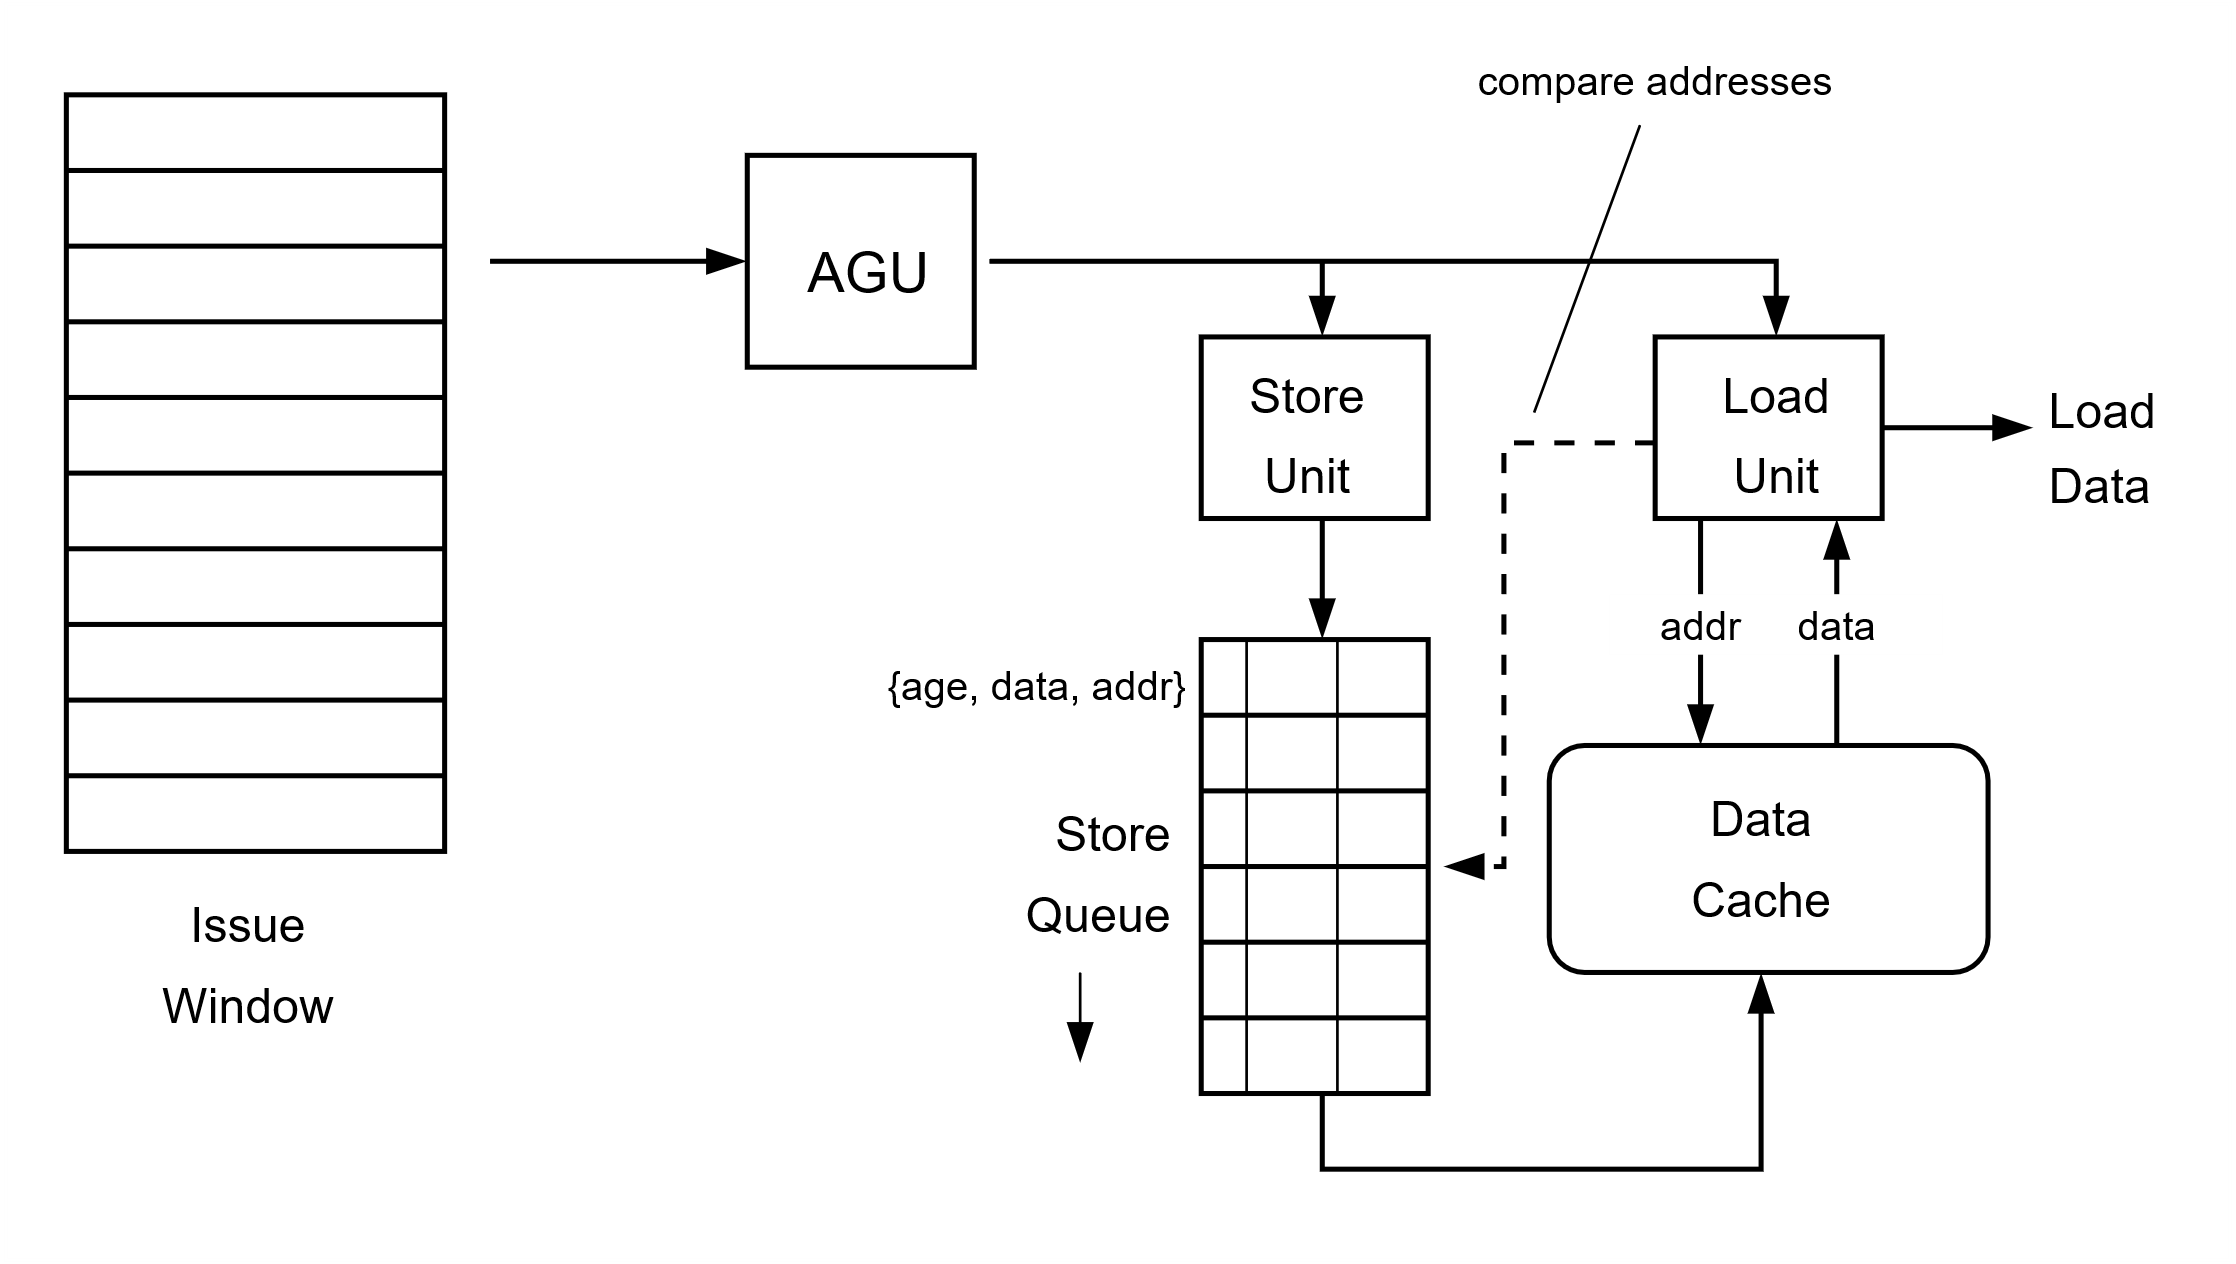 compare addresses
AGU
Store
Unit
Load
Unit
Load
Data
addr
data
{age, data, addr}
Store
Queue
Data
Cache
Issue
Window